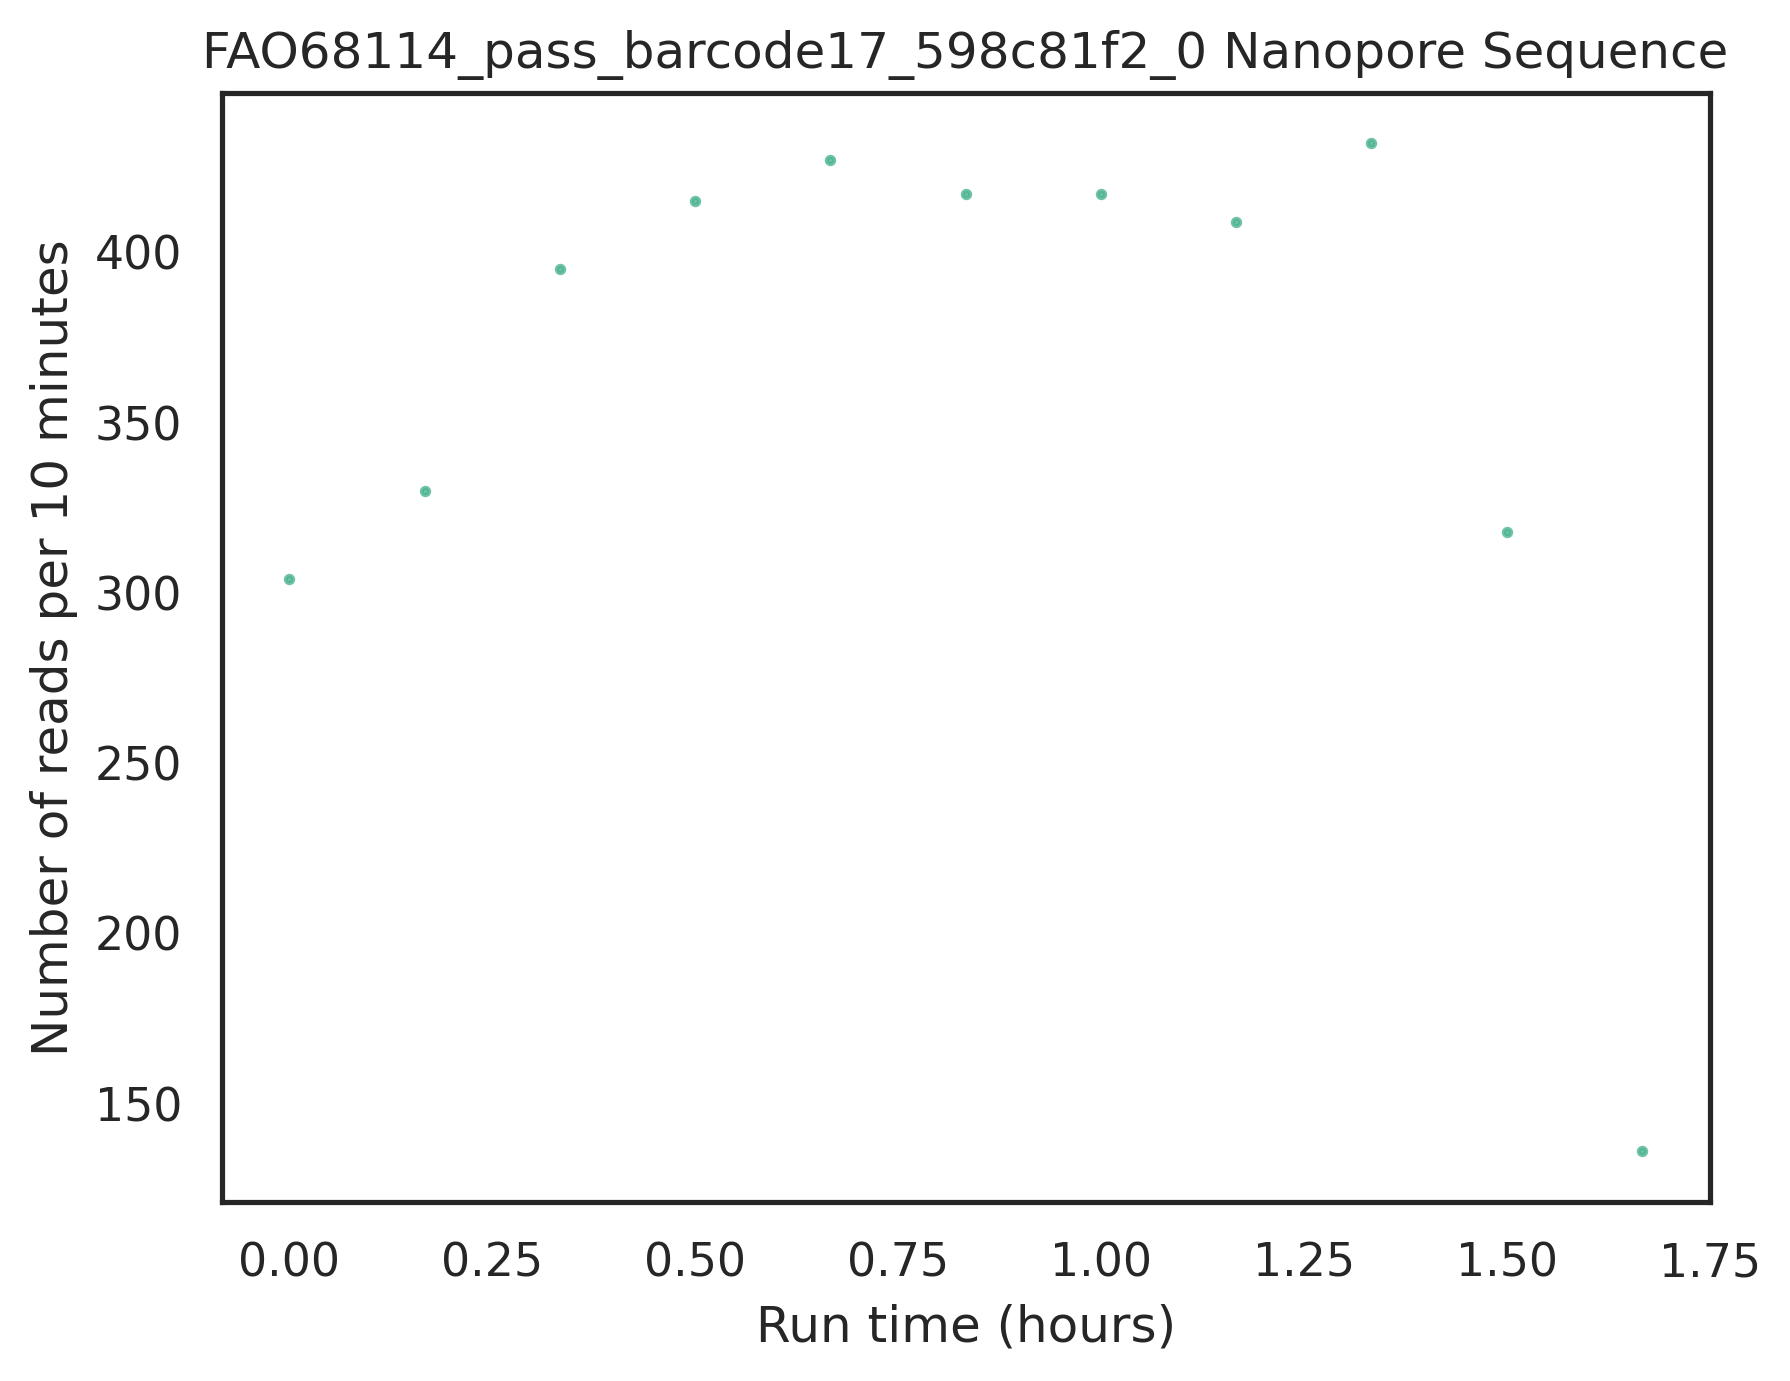 FAO68114_pass_barcode17_598c81f2_0 Nanopore Sequence
Number of reads per 10 minutes
400
350
300
250
200
150
0.00 0.25 0.50 0.75 1.00 1.25 1.50 1.75
Run time (hours)